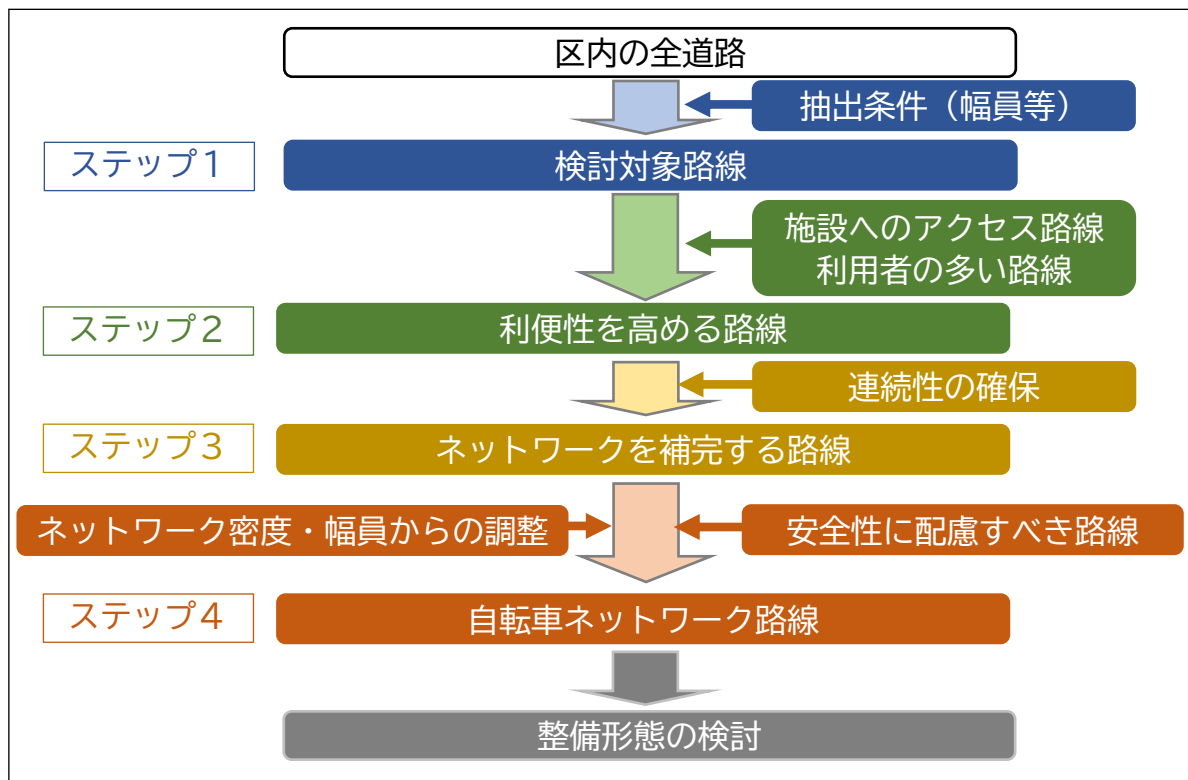 区内の全道路
抽出条件（幅員等）
ステップ１
検討対象路線
施設へのアクセス路線
利用者の多い路線
ステップ２
利便性を高める路線
連続性の確保
ステップ３
ネットワークを補完する路線
ネットワーク密度・幅員からの調整
安全性に配慮すべき路線
ステップ４
自転車ネットワーク路線
整備形態の検討